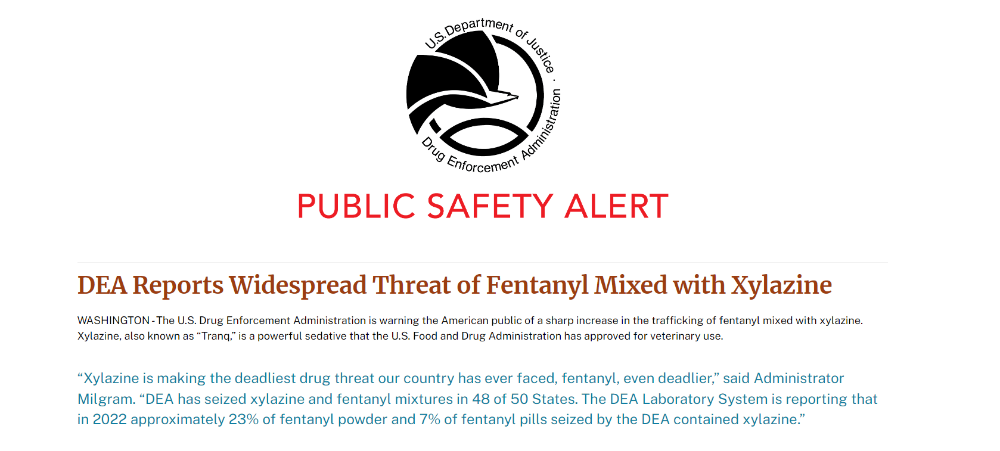 U.S. Department of Justice ·
Drug Enforcement Administration
PUBLIC SAFETY ALERT
DEA Reports Widespread Threat of Fentanyl Mixed with Xylazine
WASHINGTON - The U.S. Drug Enforcement Administration is warning the American public of a sharp increase in the trafficking of fentanyl mixed with xylazine.
Xylazine, also known as “Tranq,” is a powerful sedative that the U.S. Food and Drug Administration has approved for veterinary use.
“Xylazine is making the deadliest drug threat our country has ever faced, fentanyl, even deadlier,” said Administrator
Milgram. “DEA has seized xylazine and fentanyl mixtures in 48 of 50 States. The DEA Laboratory System is reporting that
in 2022 approximately 23% of fentanyl powder and 7% of fentanyl pills seized by the DEA contained xylazine.”